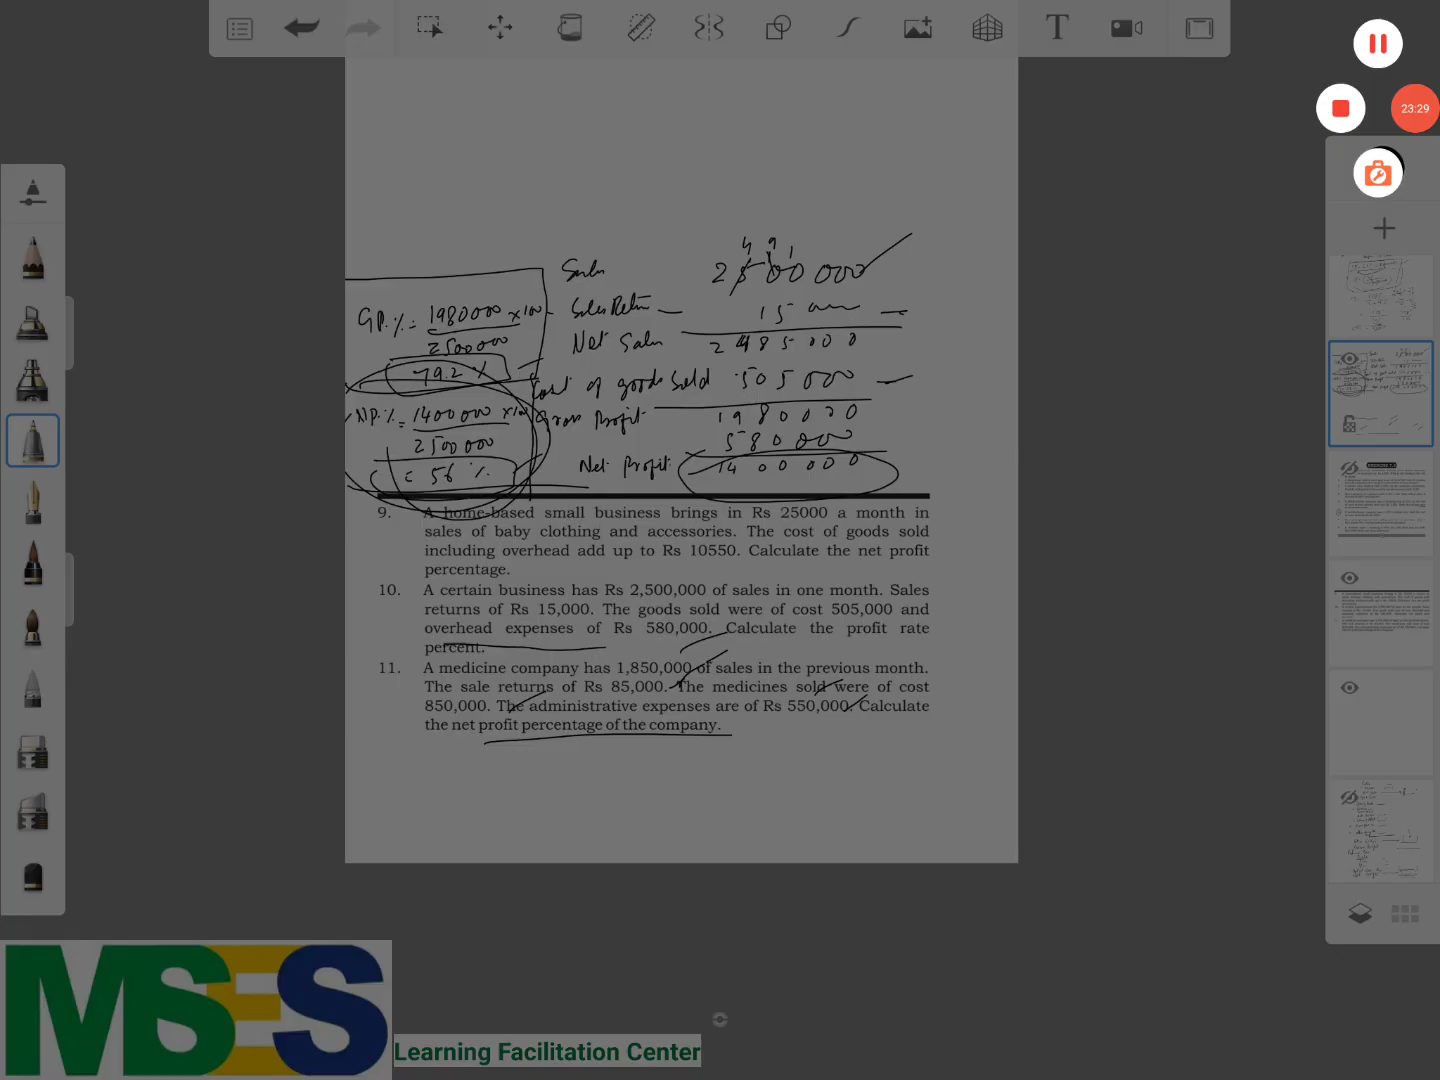 T
23:29
4 9 1
Sales 2500000
GP.% = 1980000 x100
2500000
79.2 %
Sales Return 15000
Net Sales 2485000
Cost of goods sold 505000
Gross Profit 1980000
580000
Net Profit 1400000
NP.% = 1400000 x100
2500000
= 56 %
9. A home-based small business brings in Rs 25000 a month in
sales of baby clothing and accessories. The cost of goods sold
including overhead add up to Rs 10550. Calculate the net profit
percentage.
10. A certain business has Rs 2,500,000 of sales in one month. Sales
returns of Rs 15,000. The goods sold were of cost 505,000 and
overhead expenses of Rs 580,000. Calculate the profit rate
percent.
11. A medicine company has 1,850,000 of sales in the previous month.
The sale returns of Rs 85,000. The medicines sold were of cost
850,000. The administrative expenses are of Rs 550,000. Calculate
the net profit percentage of the company.
MSES
Learning Facilitation Center